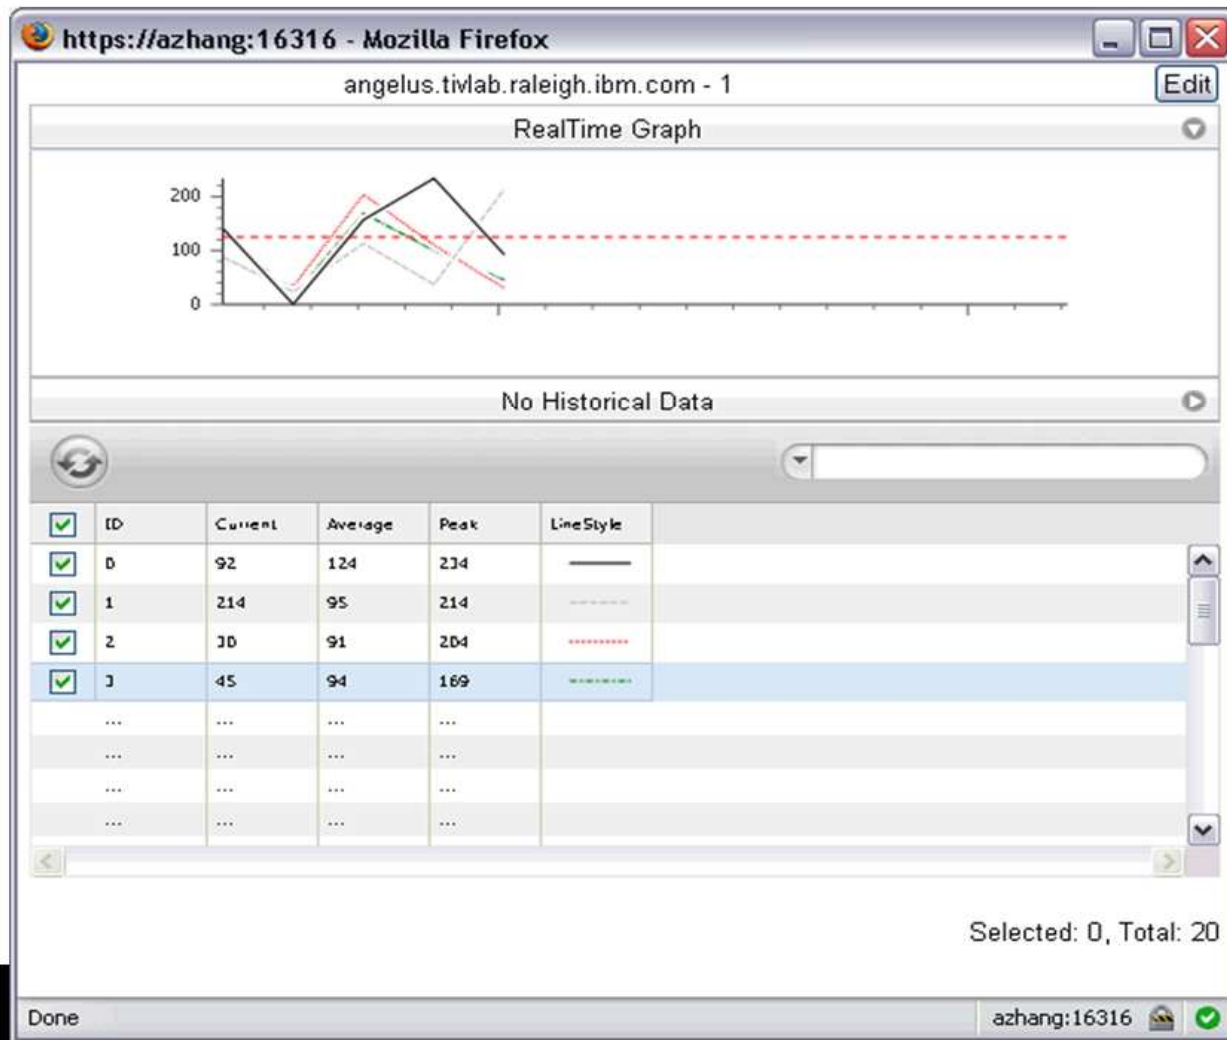 https://azhang:16316 - Mozilla Firefox
angelus.tivlab.raleigh.ibm.com - 1
Edit
RealTime Graph
200
100
0
No Historical Data
ID Current Average Peak LineStyle
0 92 124 234
1 214 95 214
2 30 91 204
3 45 94 169
... ... ... ...
... ... ... ...
... ... ... ...
... ... ... ...
Selected: 0, Total: 20
Done
azhang:16316